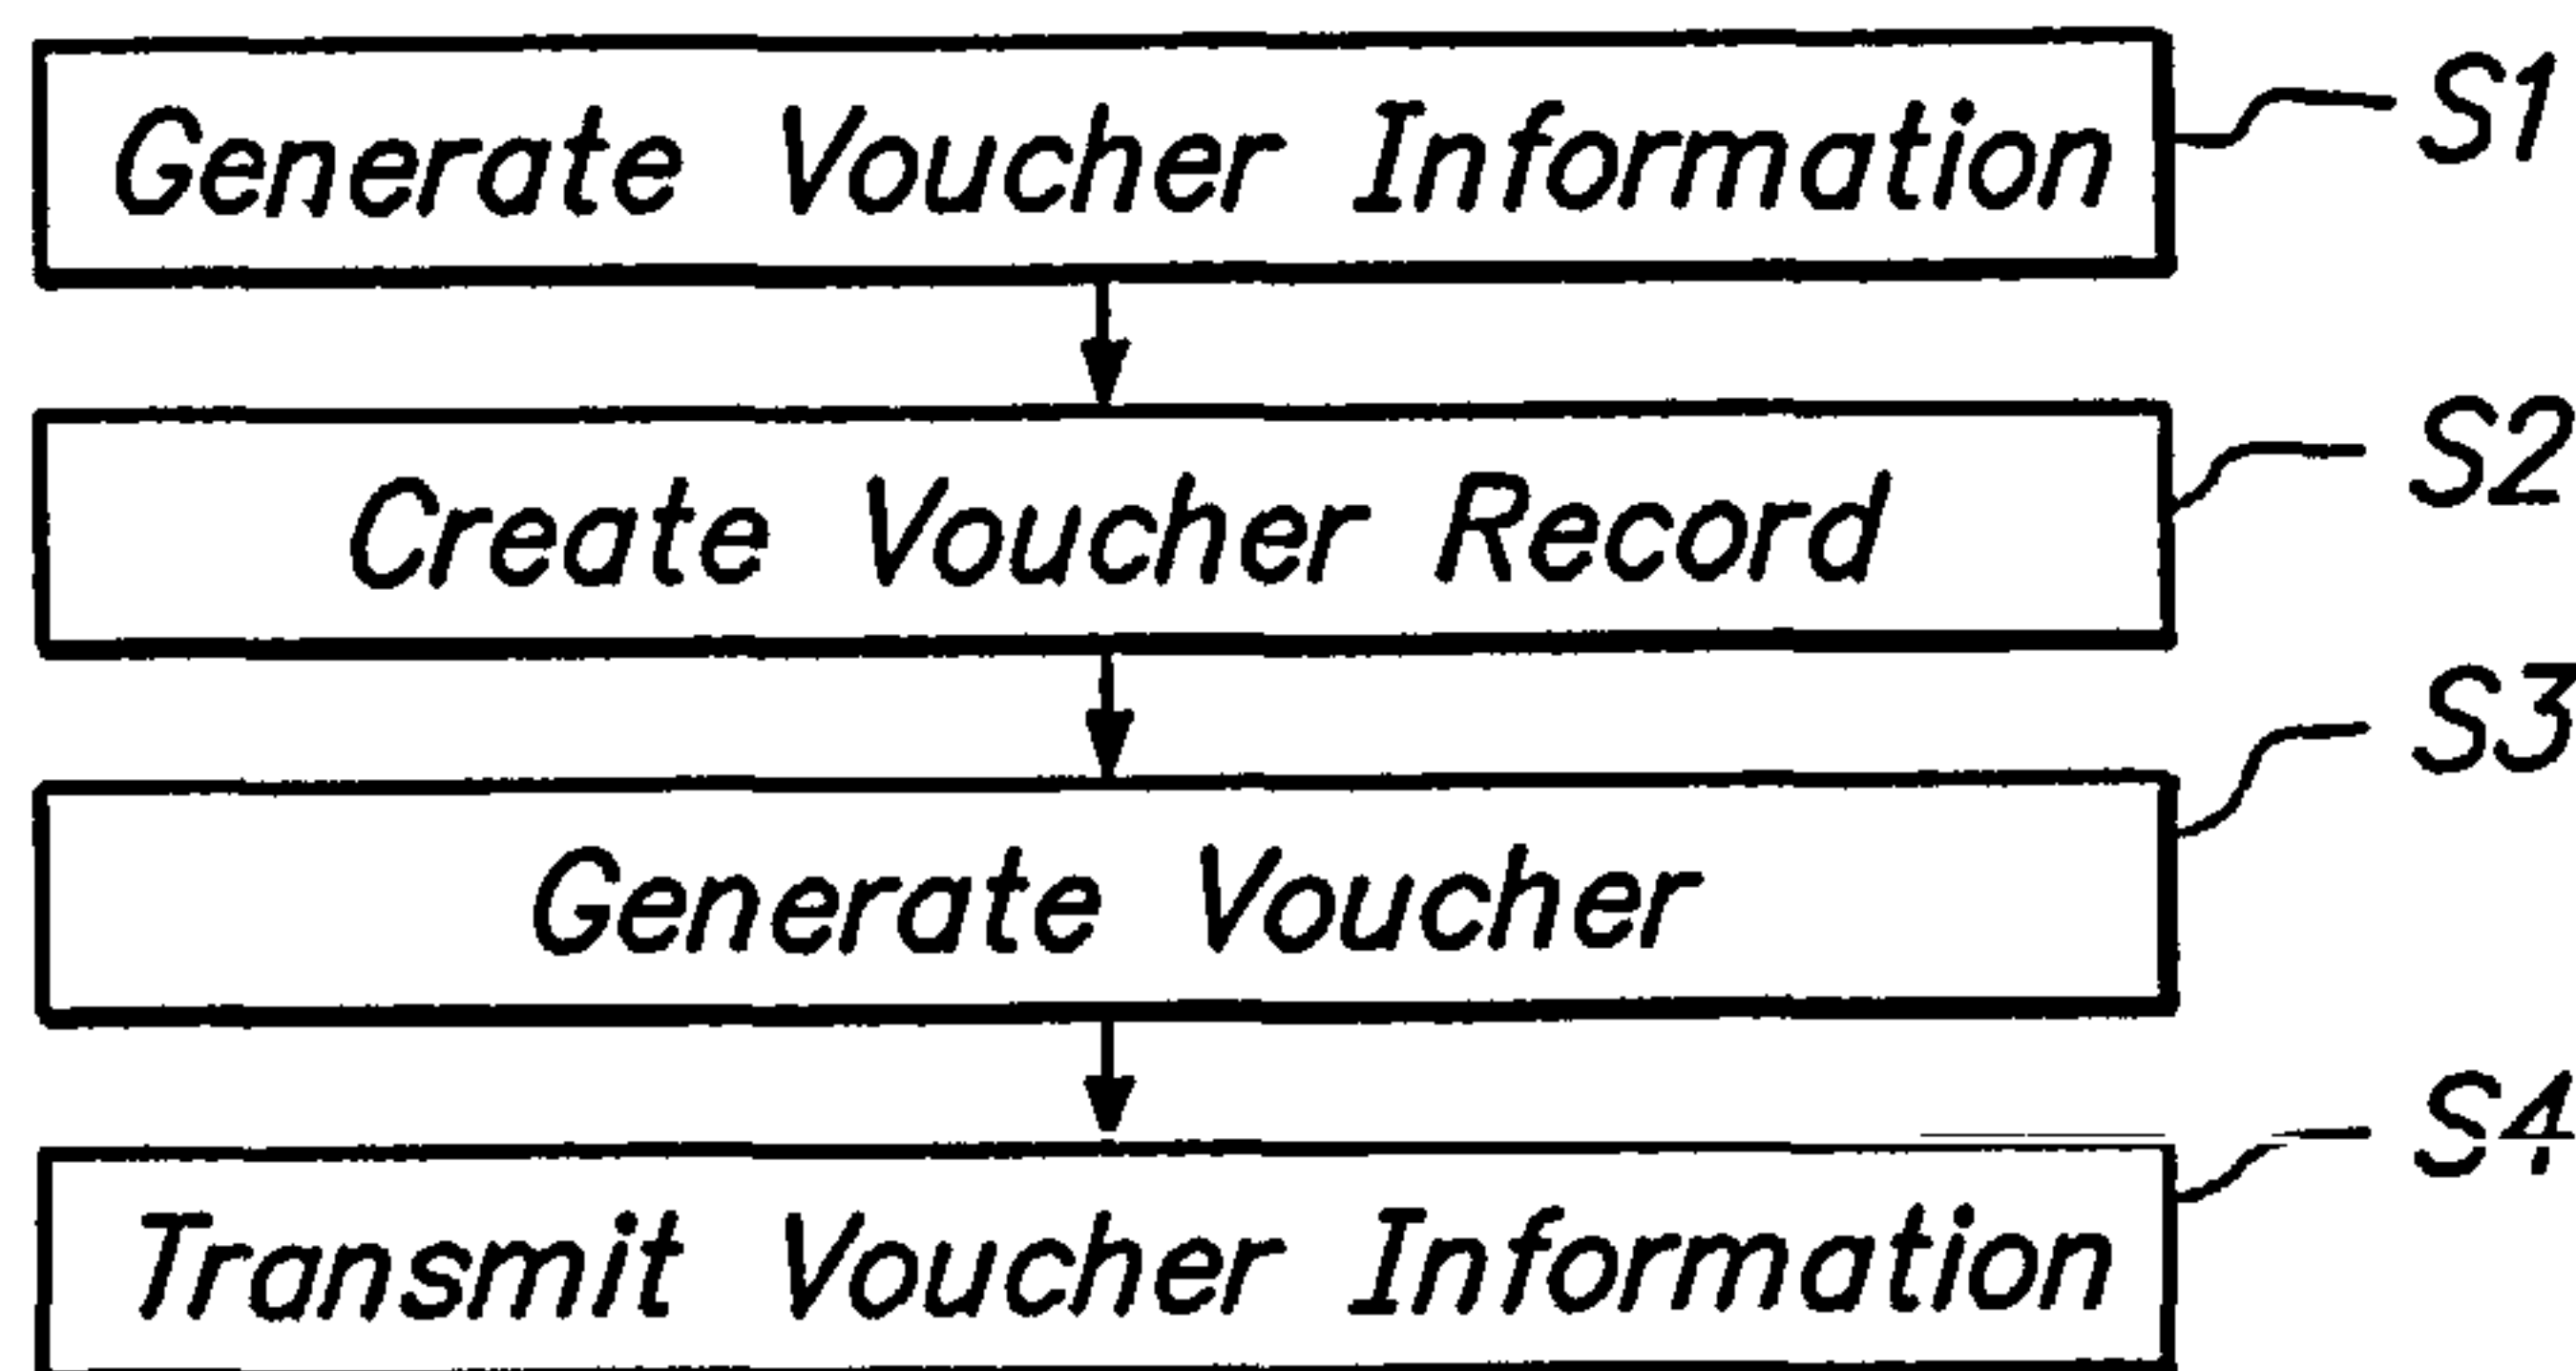 Generate Voucher Information
S1
Create Voucher Record
S2
Generate Voucher
S3
Transmit Voucher Information
S4